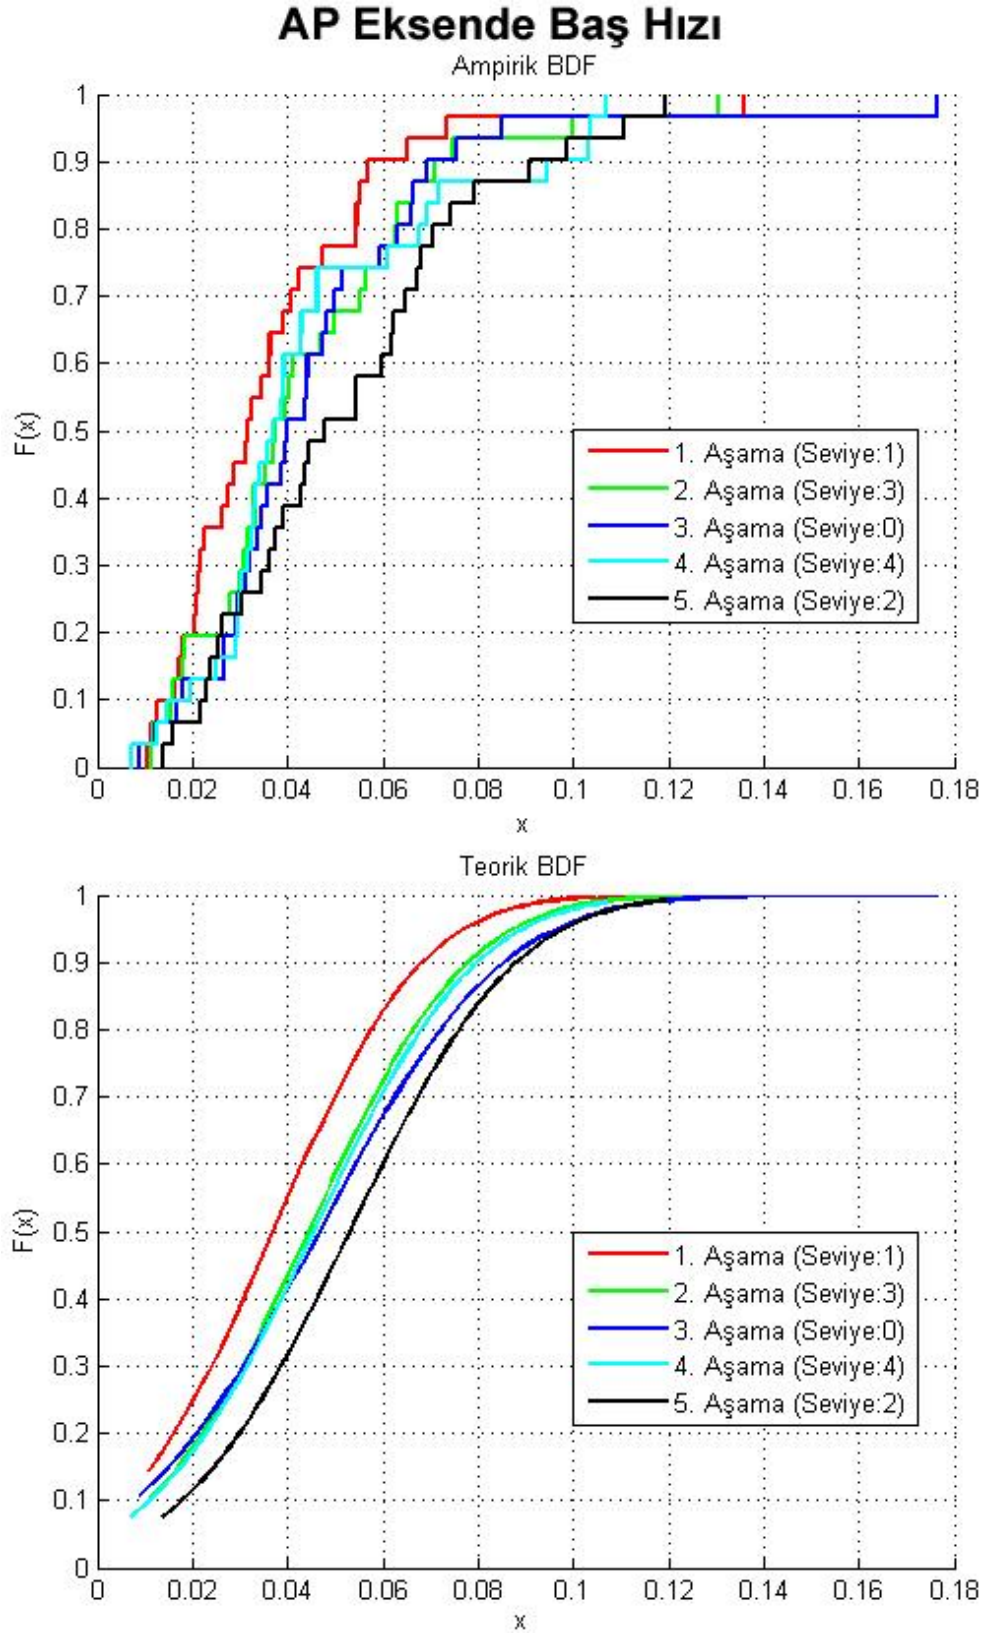 AP Eksende Baş Hızı
Ampirik BDF
1
0.9
0.8
0.7
0.6
0.5
0.4
0.3
0.2
0.1
0
F(x)
1. Aşama (Seviye:1)
2. Aşama (Seviye:3)
3. Aşama (Seviye:0)
4. Aşama (Seviye:4)
5. Aşama (Seviye:2)
0 0.02 0.04 0.06 0.08 0.1 0.12 0.14 0.16 0.18
x
Teorik BDF
1
0.9
0.8
0.7
0.6
0.5
0.4
0.3
0.2
0.1
0
F(x)
1. Aşama (Seviye:1)
2. Aşama (Seviye:3)
3. Aşama (Seviye:0)
4. Aşama (Seviye:4)
5. Aşama (Seviye:2)
0 0.02 0.04 0.06 0.08 0.1 0.12 0.14 0.16 0.18
x